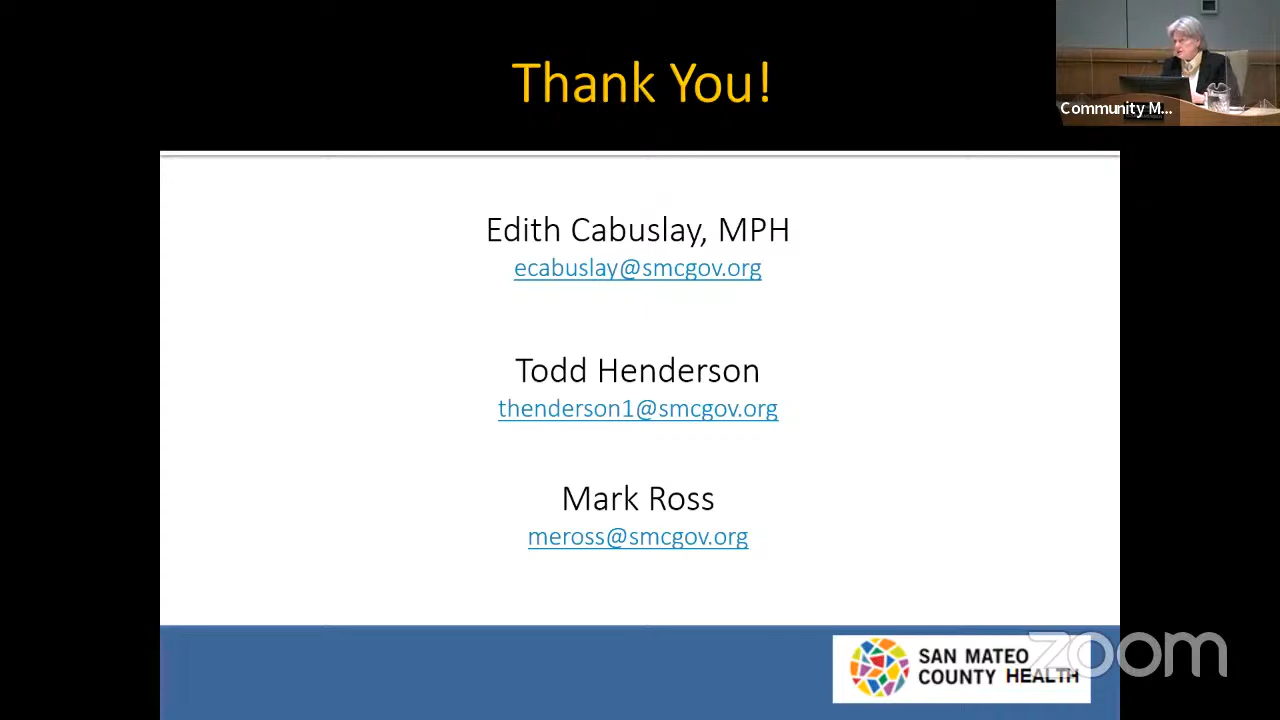 Thank You!
Community M...
Edith Cabuslay, MPH
ecabuslay@smcgov.org
Todd Henderson
thenderson1@smcgov.org
Mark Ross
meross@smcgov.org
SAN MATEO
COUNTY HEALTH
zoom